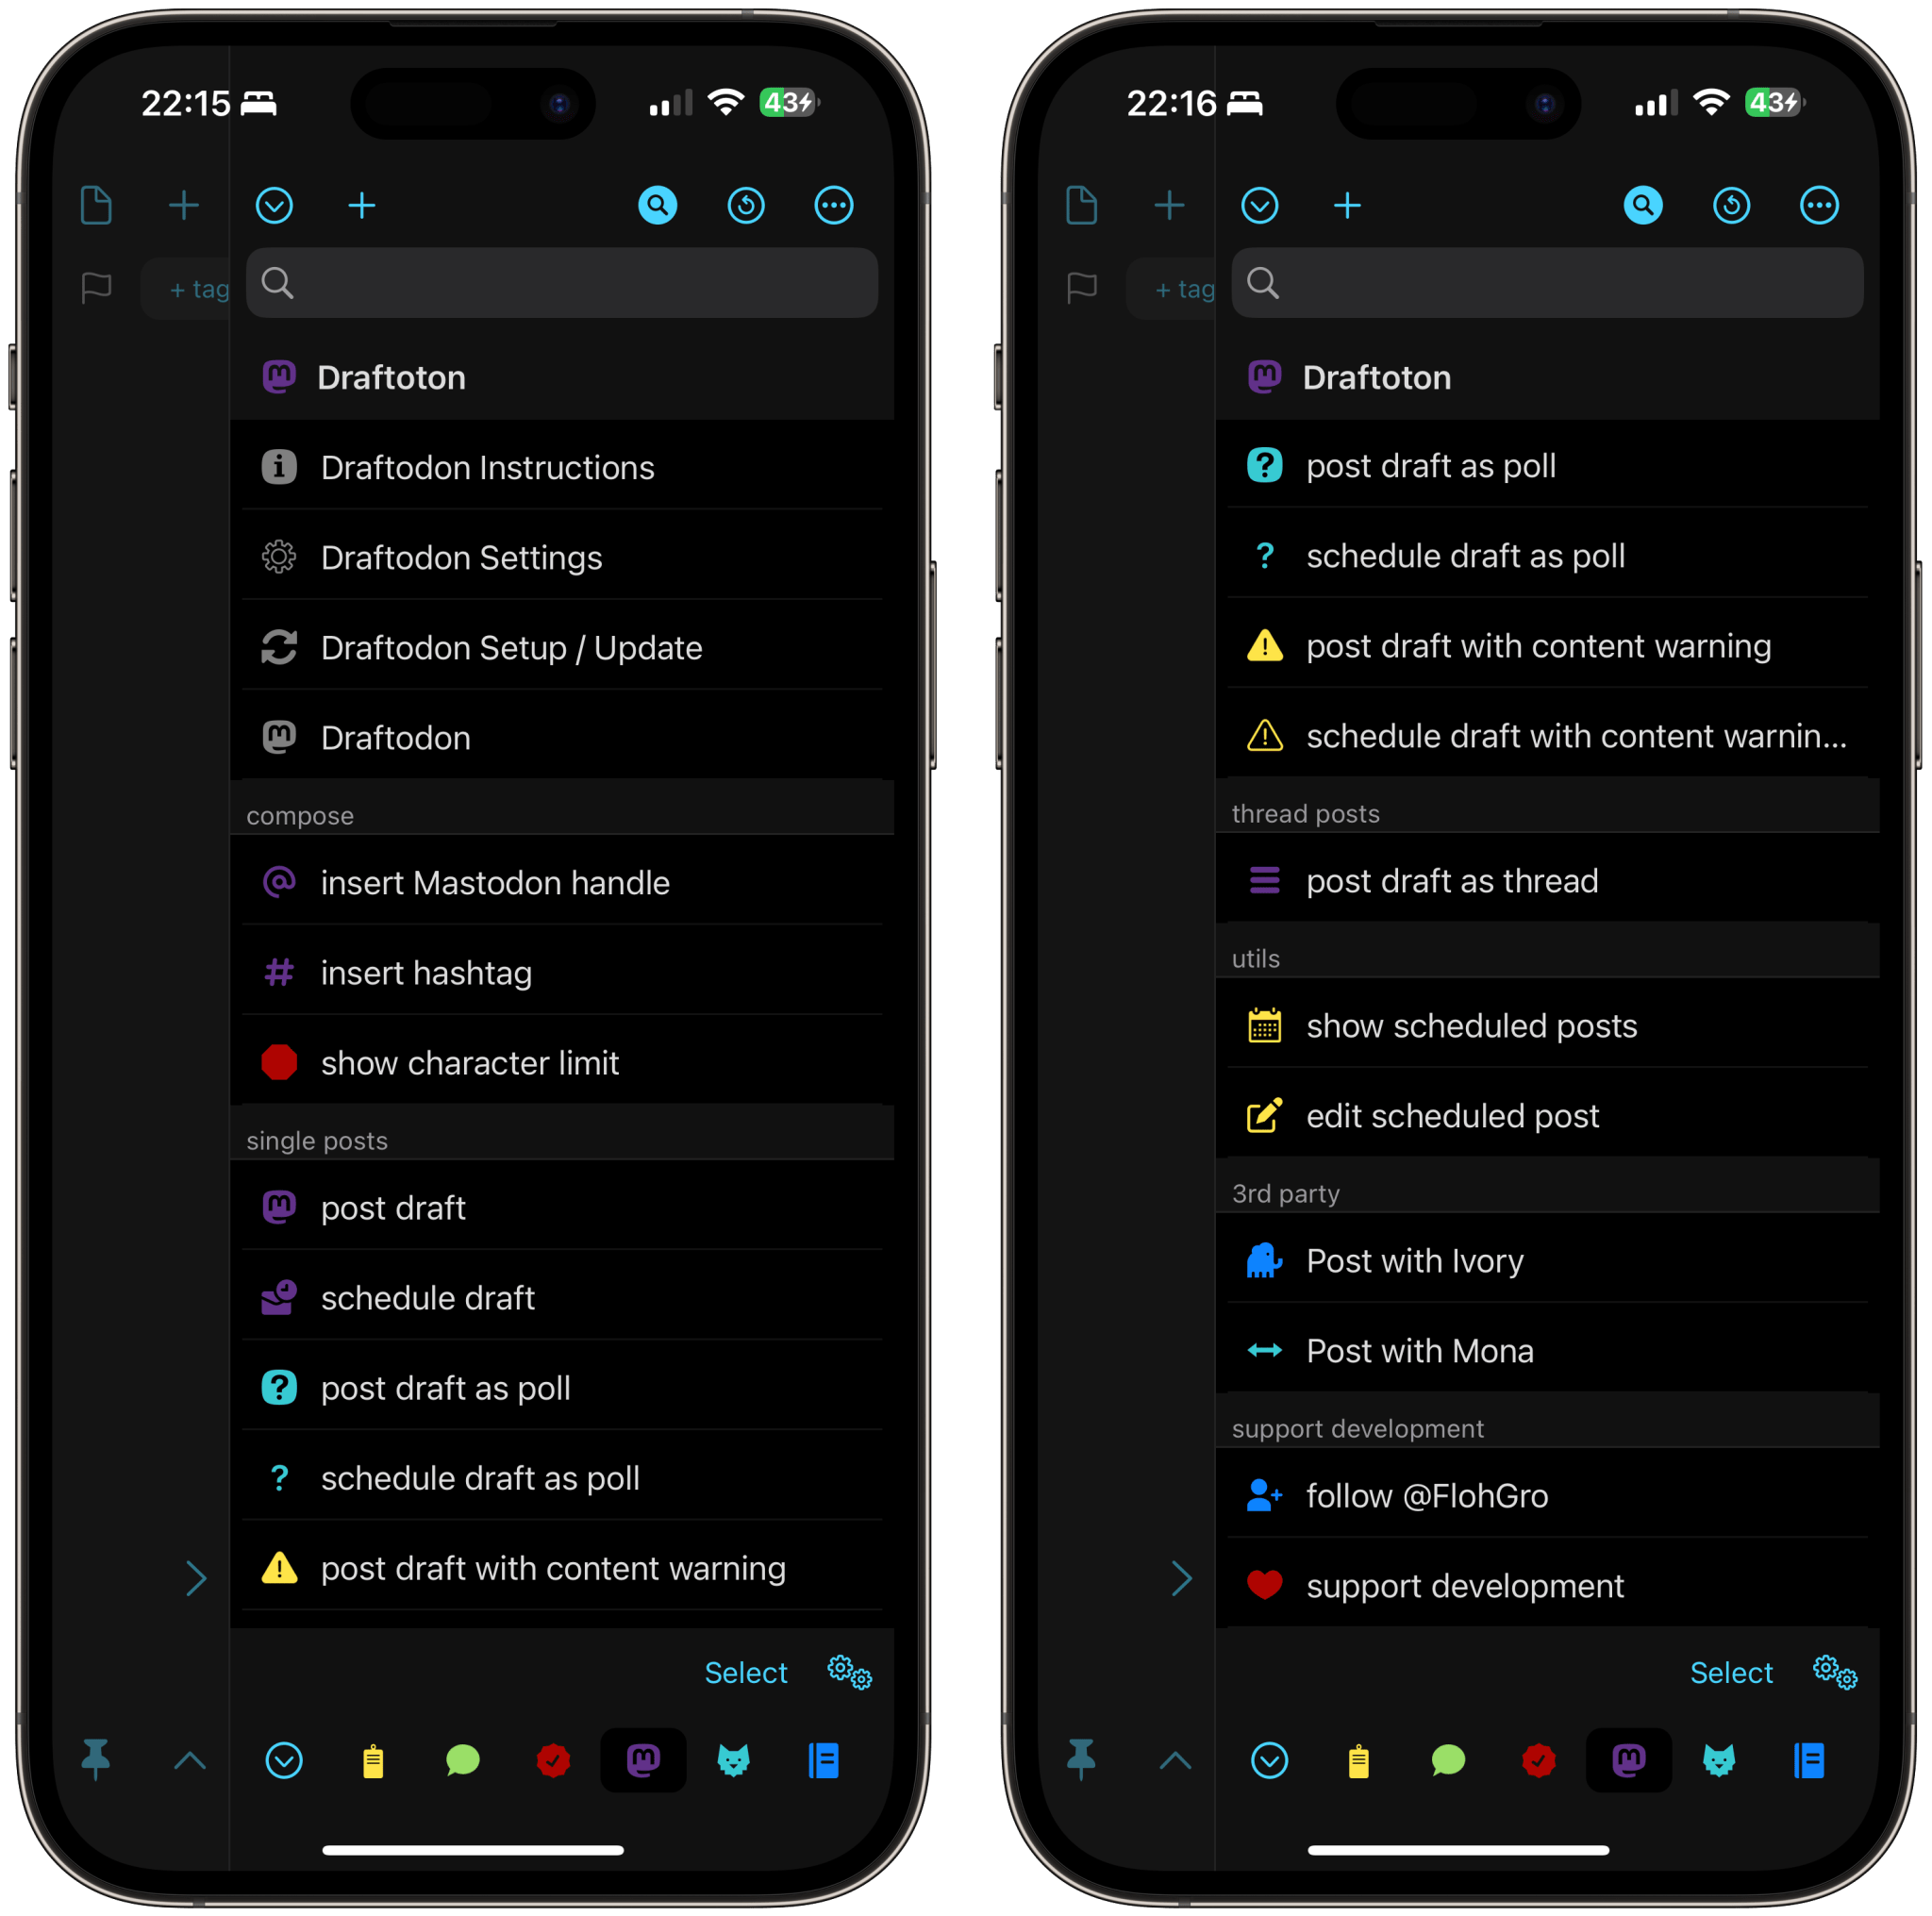 22:15
43
+ tag
Draftoton
Draftodon Instructions
Draftodon Settings
Draftodon Setup / Update
Draftodon
compose
insert Mastodon handle
insert hashtag
show character limit
single posts
post draft
schedule draft
post draft as poll
schedule draft as poll
post draft with content warning
Select
22:16
43
+ tag
Draftoton
post draft as poll
schedule draft as poll
post draft with content warning
schedule draft with content warnin...
thread posts
post draft as thread
utils
show scheduled posts
edit scheduled post
3rd party
Post with Ivory
Post with Mona
support development
follow @FlohGro
support development
Select